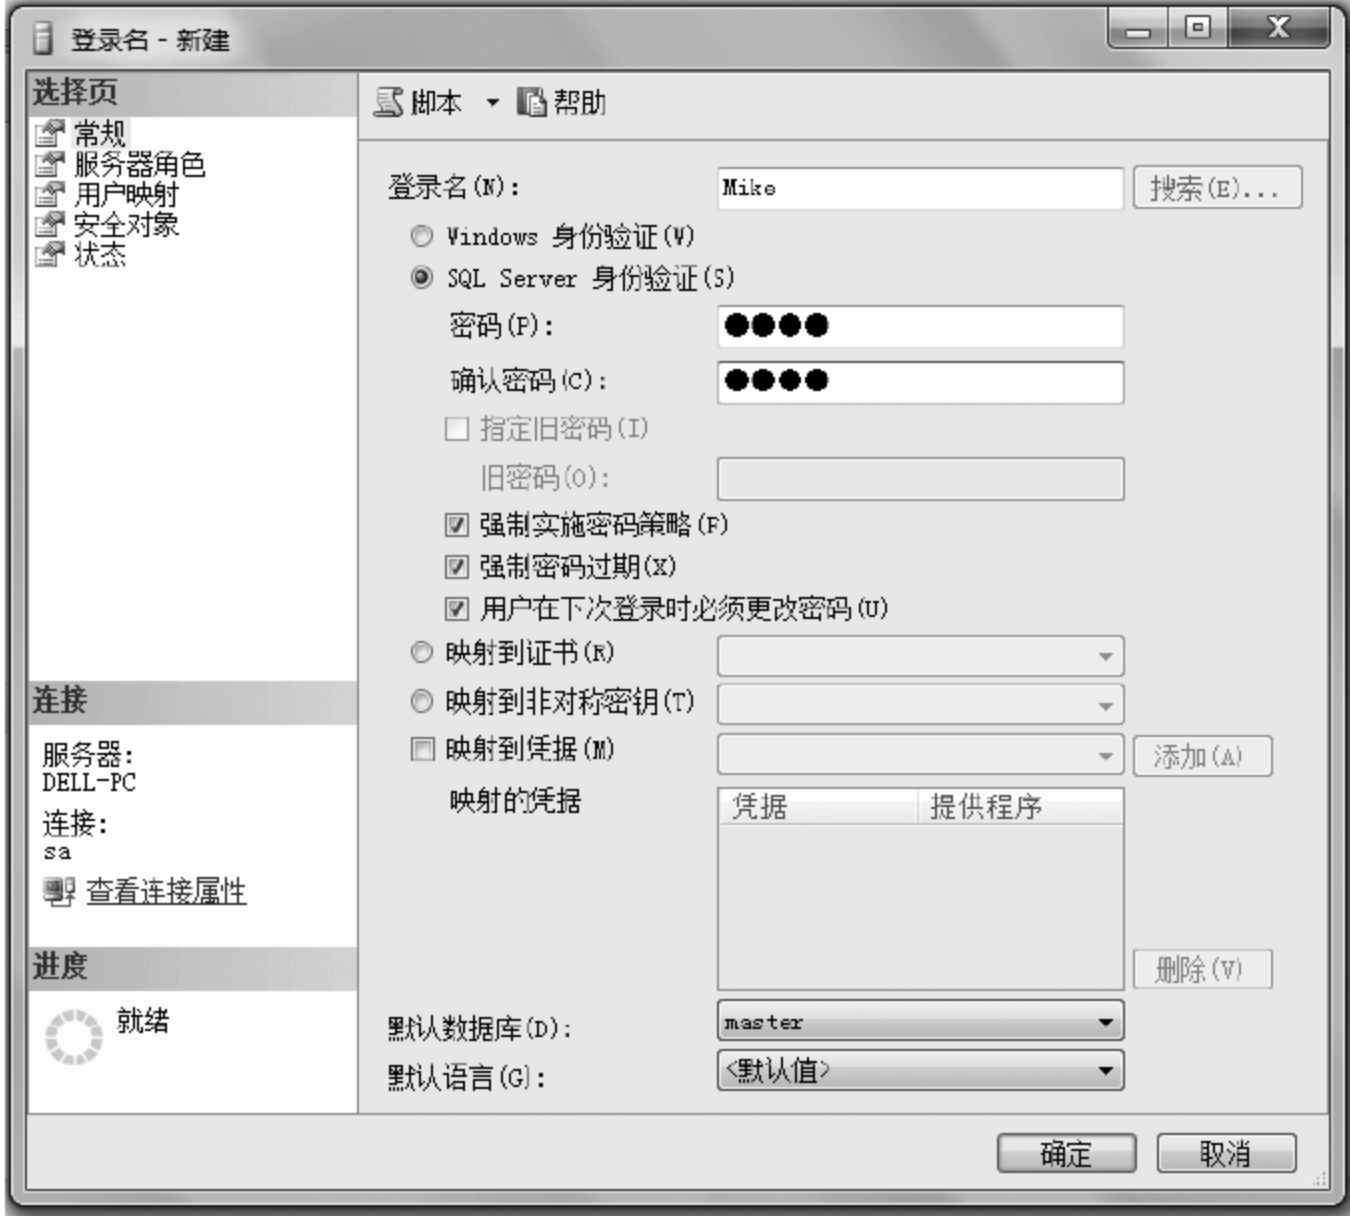 登录名 - 新建
选择页
常规
服务器角色
用户映射
安全对象
状态
脚本 帮助
登录名(N): Mike 搜索(E)...
Windows 身份验证(W)
SQL Server 身份验证(S)
密码(P): ●●●●
确认密码(C): ●●●●
指定旧密码(I)
旧密码(O):
强制实施密码策略(F)
强制密码过期(X)
用户在下次登录时必须更改密码(U)
映射到证书(R)
映射到非对称密钥(T)
映射到凭据(M) 添加(A)
映射的凭据 凭据 提供程序
删除(V)
默认数据库(D): master
默认语言(G): <默认值>
连接
服务器:
DELL-PC
连接:
sa
查看连接属性
进度
就绪
确定 取消